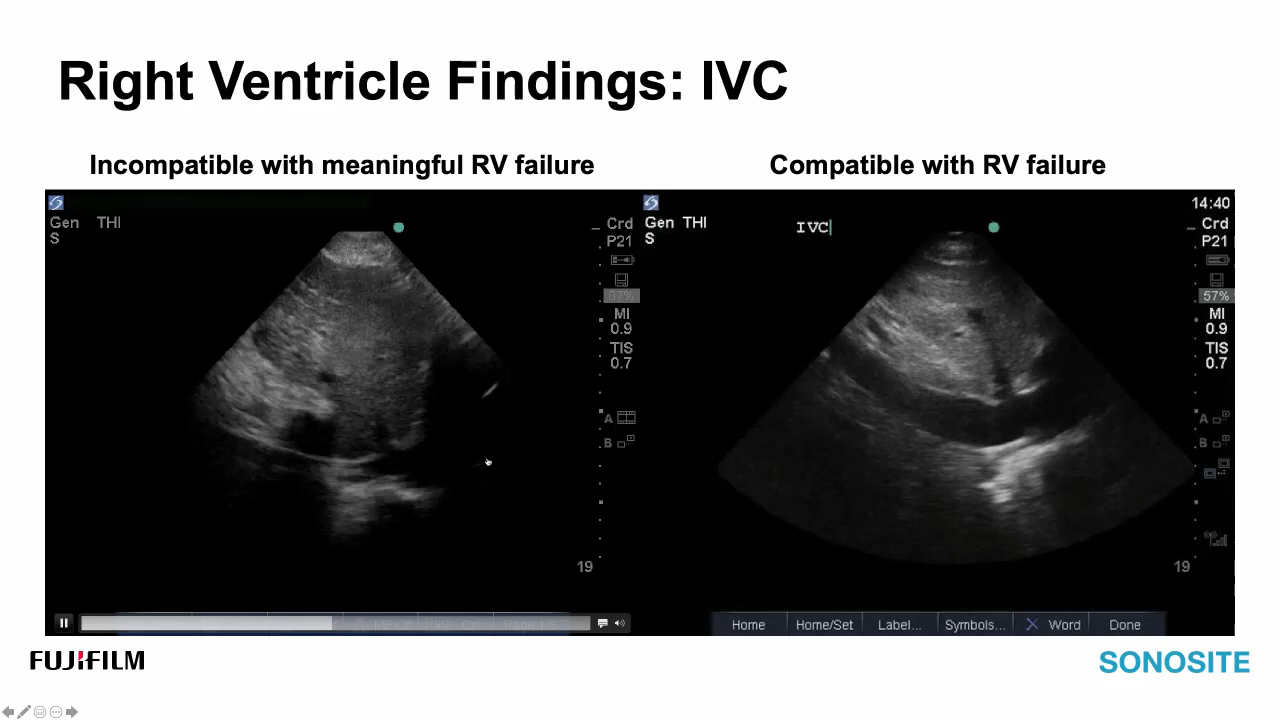 Right Ventricle Findings: IVC
Incompatible with meaningful RV failure
Compatible with RV failure
Gen THI
S
Crd
P21
87%
MI
0.9
TIS
0.7
A
B
19
IVC
14:40
Gen THI
S
Crd
P21
57%
MI
0.9
TIS
0.7
A
B
19
Home
Home/Set
Label...
Symbols...
X Word
Done
FUJIFILM
SONOSITE